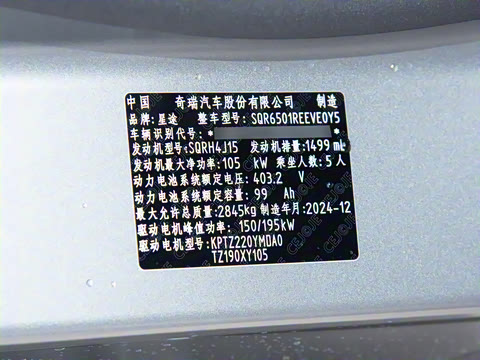 中国 奇瑞汽车股份有限公司 制造
品牌:星途 整车型号:SQR6501REEVE0Y5
车辆识别代号:* *
发动机型号:SQRH4J15 发动机排量:1499 mL
发动机最大净功率:105 kW 乘坐人数:5 人
动力电池系统额定电压:403.2 V
动力电池系统额定容量:99 Ah
最大允许总质量:2845kg 制造年月:2024-12
驱动电机峰值功率:150/195kW
驱动电机型号:KPTZ220YMDA0
TZ190XY105